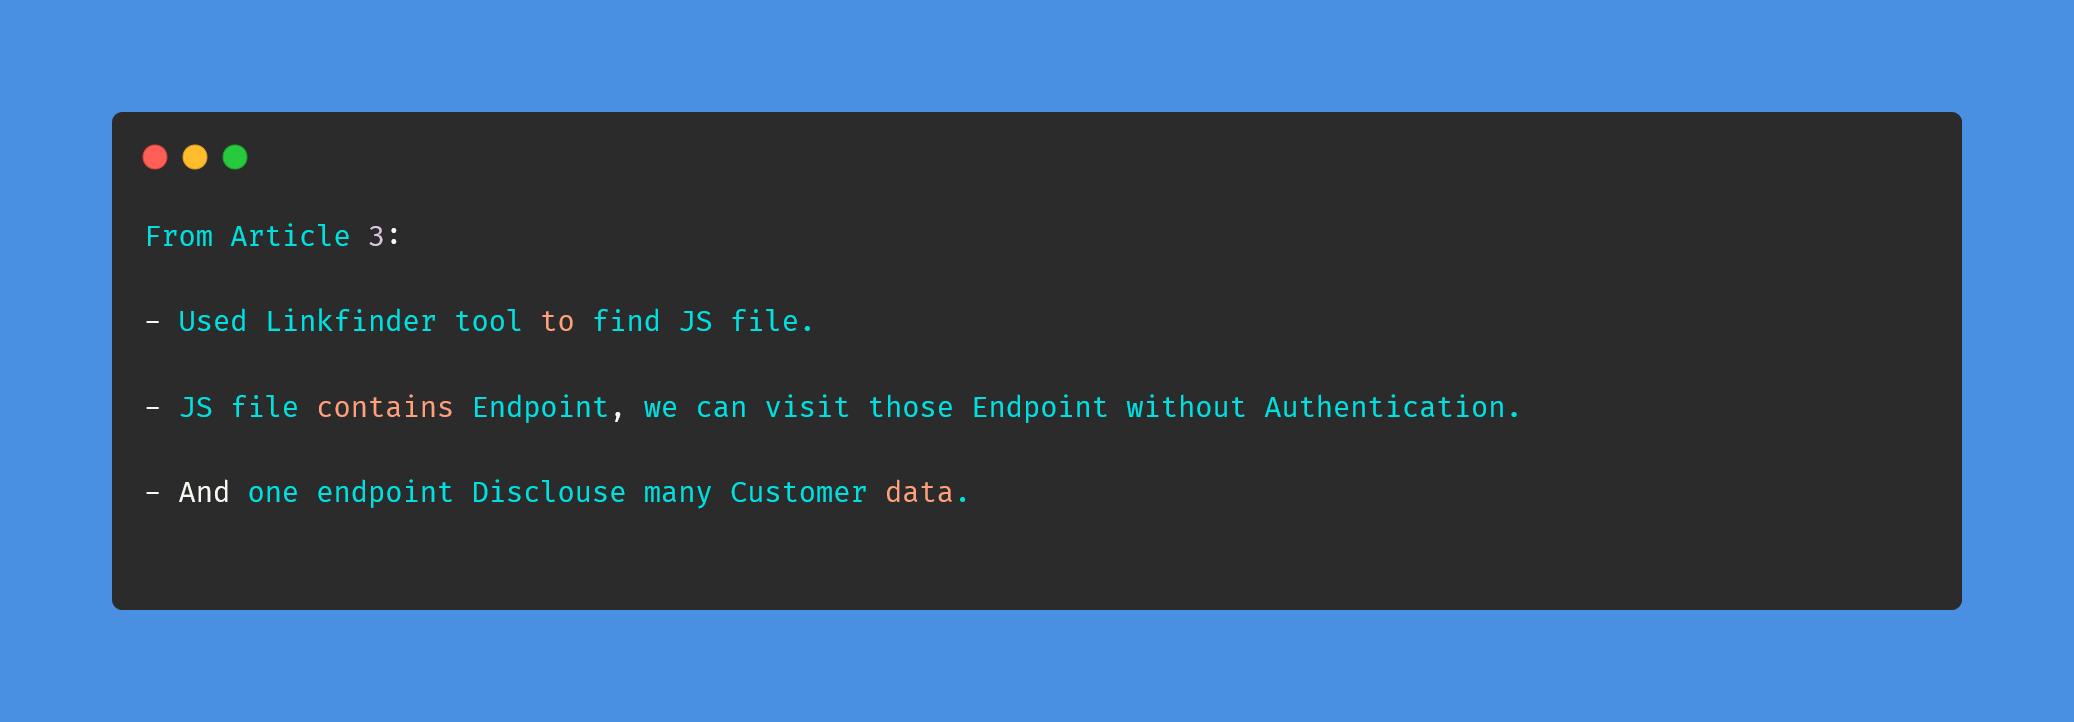 From Article 3:
- Used Linkfinder tool to find JS file.
- JS file contains Endpoint, we can visit those Endpoint without Authentication.
- And one endpoint Disclouse many Customer data.